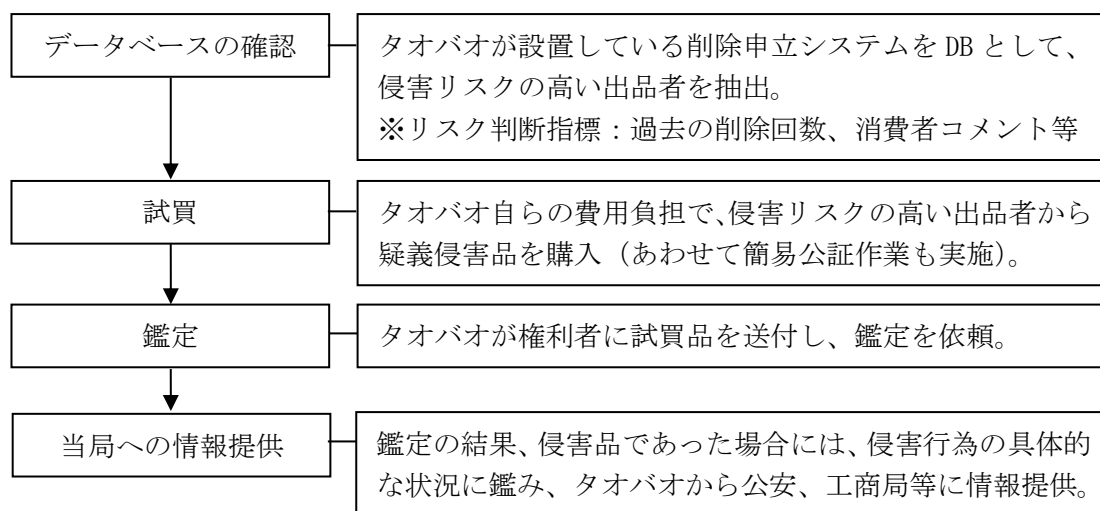 データベースの確認
タオバオが設置している削除申立システムを DB として、
侵害リスクの高い出品者を抽出。
※リスク判断指標：過去の削除回数、消費者コメント等
試買
タオバオ自らの費用負担で、侵害リスクの高い出品者から
疑義侵害品を購入（あわせて簡易公証作業も実施）。
鑑定
タオバオが権利者に試買品を送付し、鑑定を依頼。
当局への情報提供
鑑定の結果、侵害品であった場合には、侵害行為の具体的
な状況に鑑み、タオバオから公安、工商局等に情報提供。